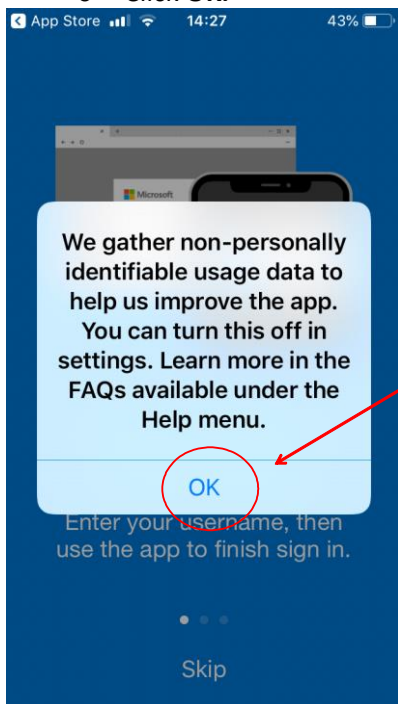 Click OK.
App Store 14:27 43%
Microsoft
We gather non-personally
identifiable usage data to
help us improve the app.
You can turn this off in
settings. Learn more in the
FAQs available under the
Help menu.
OK
Enter your username, then
use the app to finish sign in.
Skip